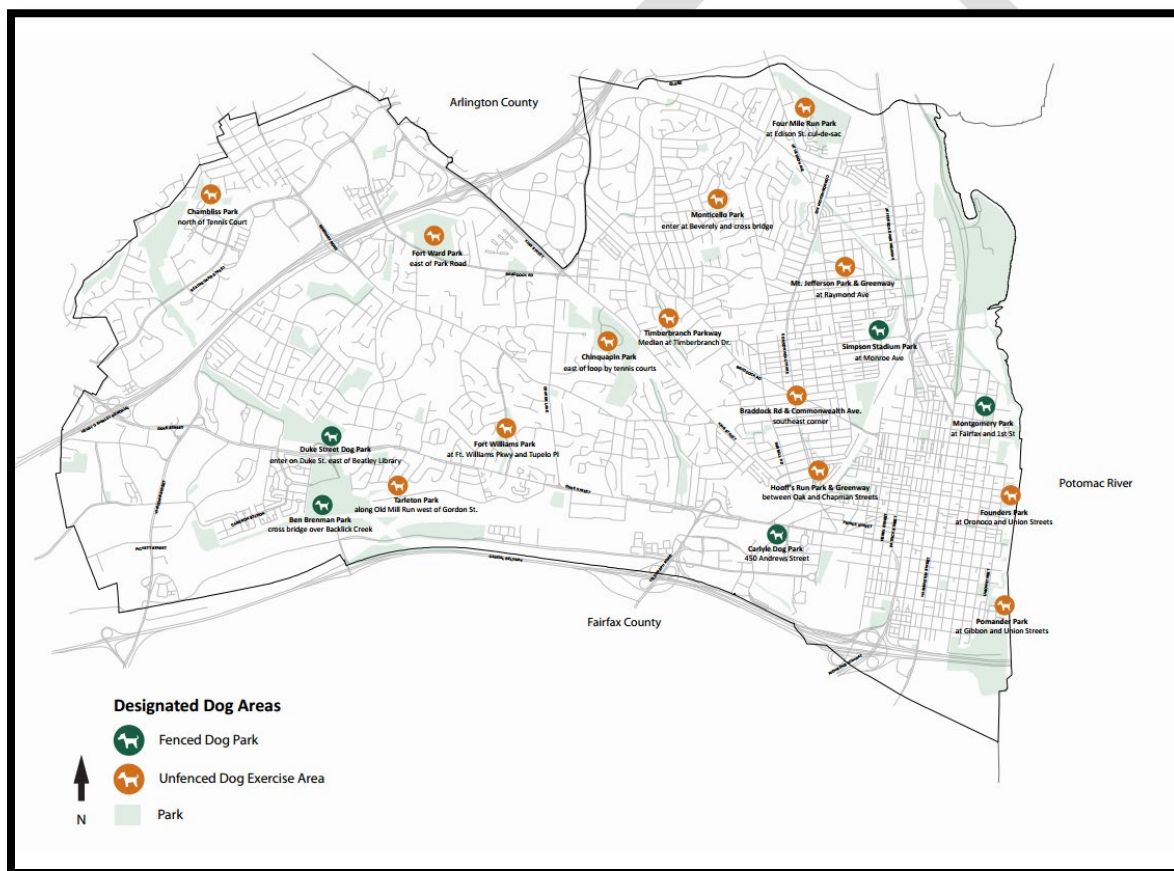 Arlington County
Four Mile Run Park
at Edison St. cul-de-sac
Chambliss Park
north of Tennis Court
Monticello Park
enter at Beverely and cross bridge
Fort Ward Park
east of Park Road
Mt. Jefferson Park & Greenway
at Raymond Ave
Timberbranch Parkway
Median at Timberbranch Dr.
Simpson Stadium Park
at Monroe Ave
Chinquapin Park
east of loop by tennis courts
Braddock Rd & Commonwealth Ave.
southeast corner
Montgomery Park
at Fairfax and 1st St
Duke Street Dog Park
enter on Duke St. east of Beatley Library
Fort Williams Park
at Ft. Williams Pkwy and Tupelo Pl
Hooff's Run Park & Greenway
between Oak and Chapman Streets
Potomac River
Tarleton Park
along Old Mill Run west of Gordon St.
Founders Park
at Oronoco and Union Streets
Ben Brenman Park
cross bridge over Backlick Creek
Carlyle Dog Park
450 Andrews Street
Fairfax County
Pomander Park
at Gibbon and Union Streets
Designated Dog Areas
Fenced Dog Park
Unfenced Dog Exercise Area
Park
N